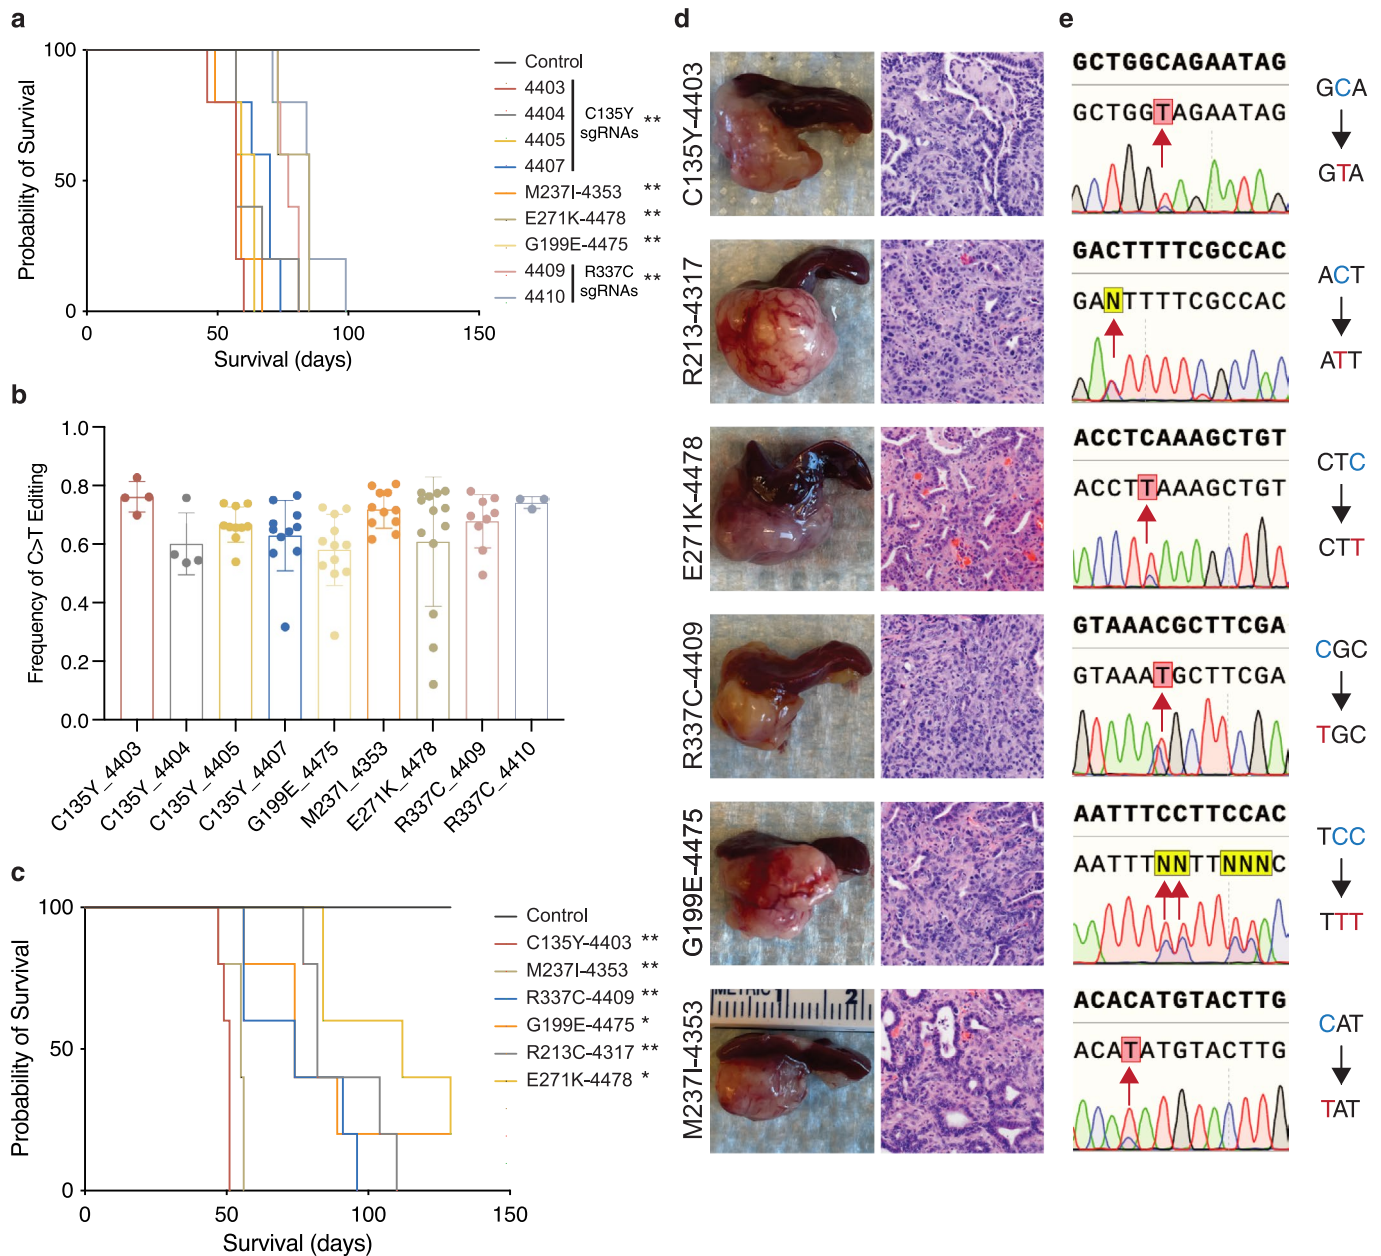 a
100
50
0
0
50
100
150
Probability of Survival
Survival (days)
Control
4403
4404
4405
4407
C135Y
sgRNAs
**
M237I-4353 **
E271K-4478 **
G199E-4475 **
4409
4410
R337C
sgRNAs
**
b
1.0
0.8
0.6
0.4
0.2
0.0
Frequency of C>T Editing
C135Y_4403
C135Y_4404
C135Y_4405
C135Y_4407
G199E_4475
M237I_4353
E271K_4478
R337C_4409
R337C_4410
c
100
50
0
0
50
100
150
Probability of Survival
Survival (days)
Control
C135Y-4403 **
M237I-4353 **
R337C-4409 **
G199E-4475 *
R213C-4317 **
E271K-4478 *
d
C135Y-4403
R213-4317
E271K-4478
R337C-4409
G199E-4475
M237I-4353
METRIC 1 2
e
GCTGGCAGAATAG
GCTGGTAGAATAG
GCA
GTA
GACTTTTCGCCAC
GANTTTTCGCCAC
ACT
ATT
ACCTCAAAGCTGT
ACCTTAAAGCTGT
CTC
CTT
GTAAACGCTTCGA
GTAAATGCTTCGA
CGC
TGC
AATTTCCTTCCAC
AATTTNNTTNNNC
TCC
TTT
ACACATGTACTTG
ACATATGTACTTG
CAT
TAT